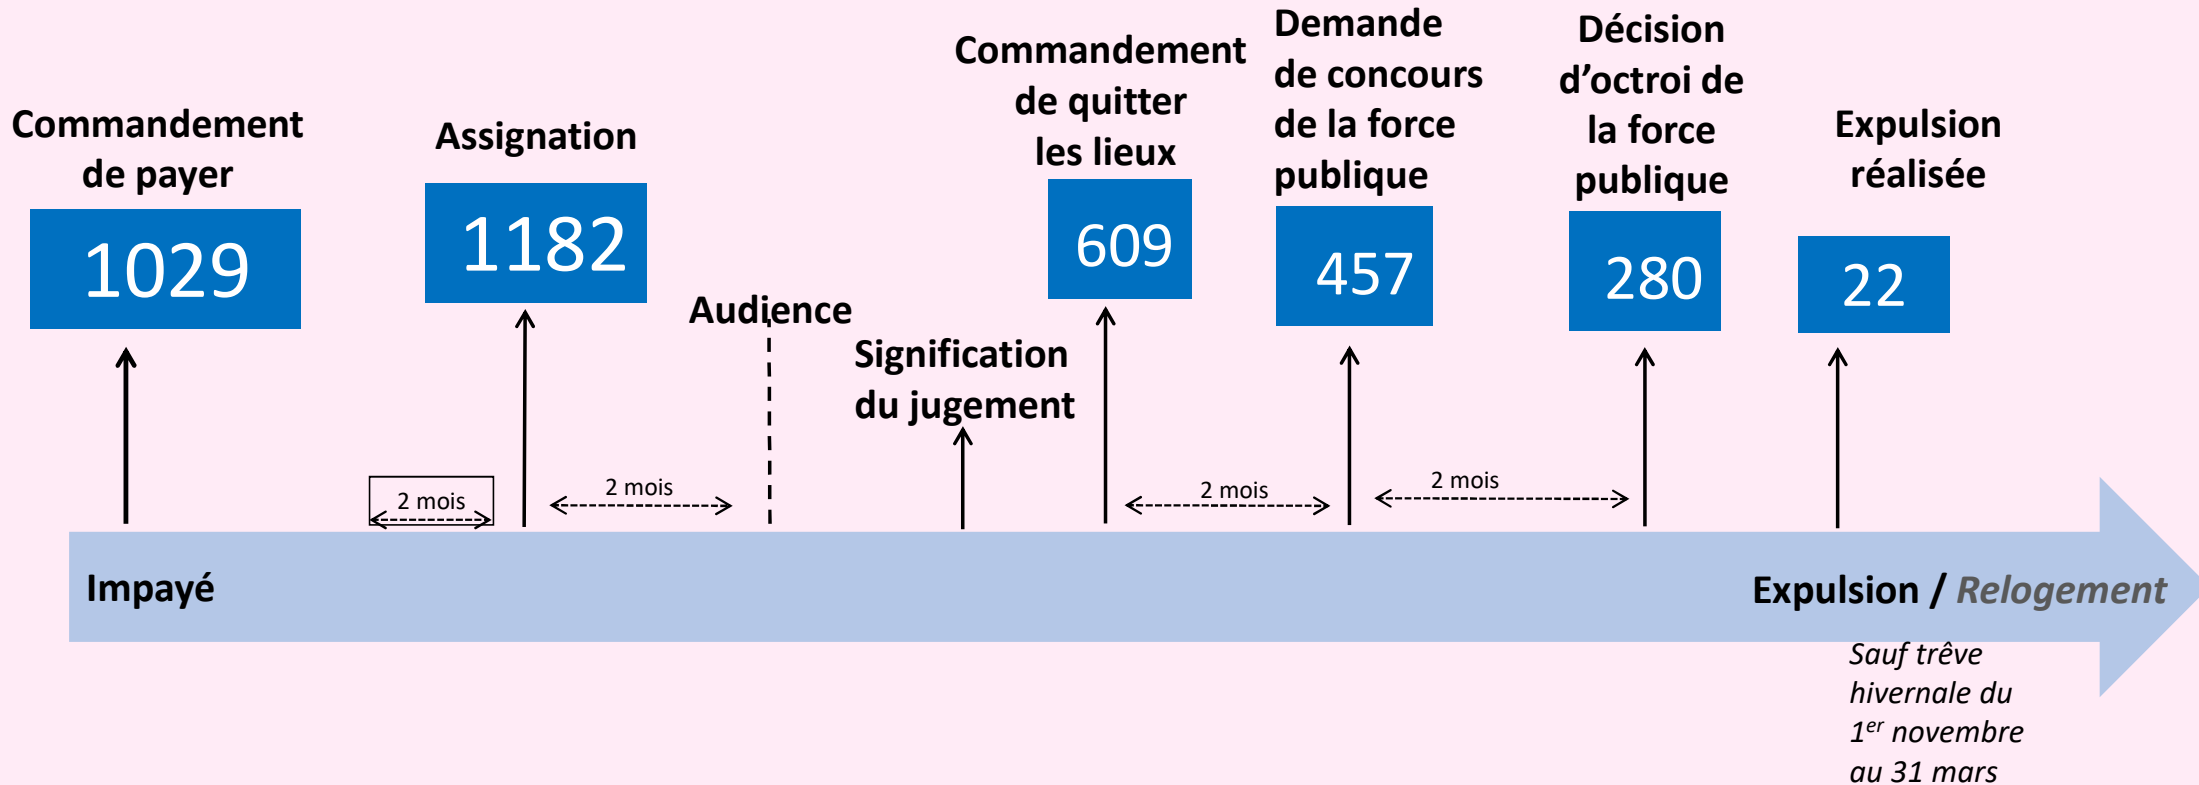 Commandement
de payer
1029
Assignation
1182
Audience
Signification
du jugement
Commandement
de quitter
les lieux
609
Demande
de concours
de la force
publique
457
Décision
d’octroi de
la force
publique
280
Expulsion
réalisée
22
2 mois
2 mois
2 mois
2 mois
Impayé
Expulsion / Relogement
Sauf trêve
hivernale du
1er novembre
au 31 mars